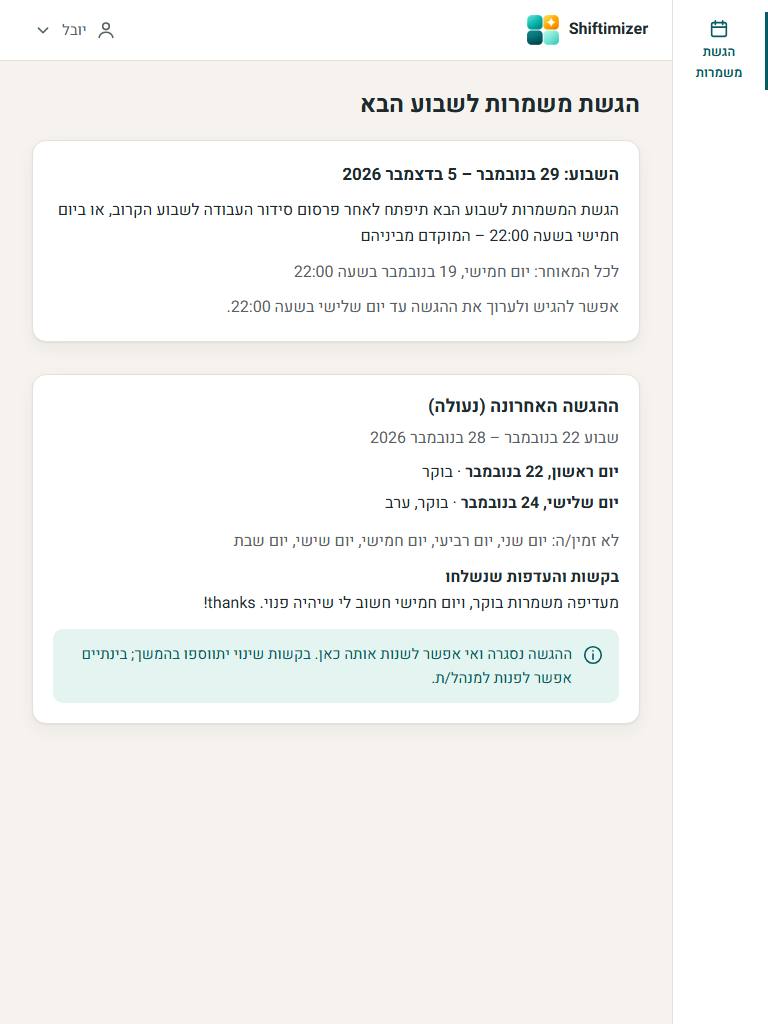 Shiftimizer
יובל
הגשת
משמרות
הגשת משמרות לשבוע הבא
השבוע: 29 בנובמבר – 5 בדצמבר 2026
הגשת המשמרות לשבוע הבא תיפתח לאחר פרסום סידור העבודה לשבוע הקרוב, או ביום
חמישי בשעה 22:00 – המוקדם מביניהם
לכל המאוחר: יום חמישי, 19 בנובמבר בשעה 22:00
אפשר להגיש ולערוך את ההגשה עד יום שלישי בשעה 22:00.
ההגשה האחרונה (נעולה)
שבוע 22 בנובמבר – 28 בנובמבר 2026
יום ראשון, 22 בנובמבר · בוקר
יום שלישי, 24 בנובמבר · בוקר, ערב
לא זמין/ה: יום שני, יום רביעי, יום חמישי, יום שישי, יום שבת
בקשות והעדפות שנשלחו
מעדיפה משמרות בוקר, ויום חמישי חשוב לי שיהיה פנוי. thanks!
ההגשה נסגרה ואי אפשר לשנות אותה כאן. בקשות שינוי יתווספו בהמשך; בינתיים
אפשר לפנות למנהל/ת.